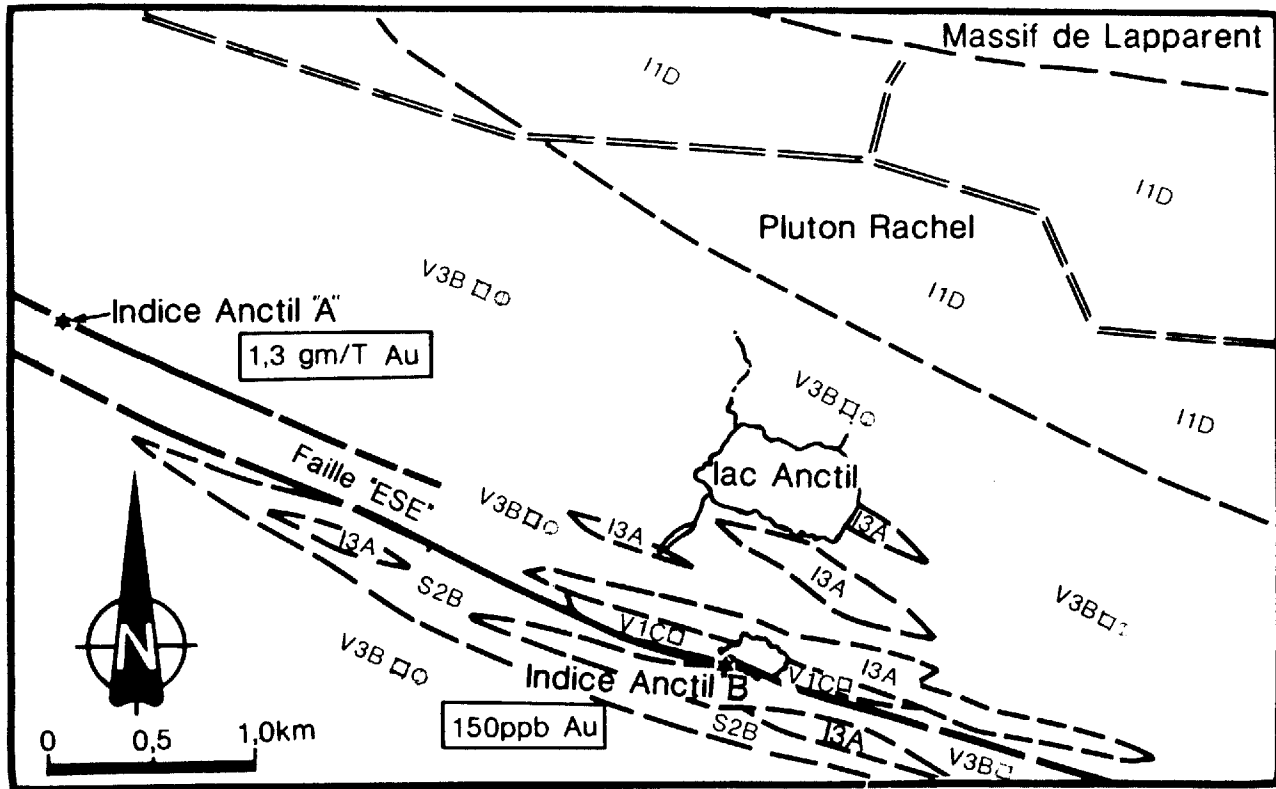 Massif de Lapparent
I1D
I1D
Pluton Rachel
V3B
I1D
Indice Anctil "A"
1,3 gm/T Au
V3B
I1D
lac Anctil
Faille "ESE"
V3B
I3A
I3A
I3A
I3A
S2B
V3B
V1C
V3B
I3A
Indice Anctil B
V1C
N
150ppb Au
S2B
I3A
V3B
0 0,5 1,0km